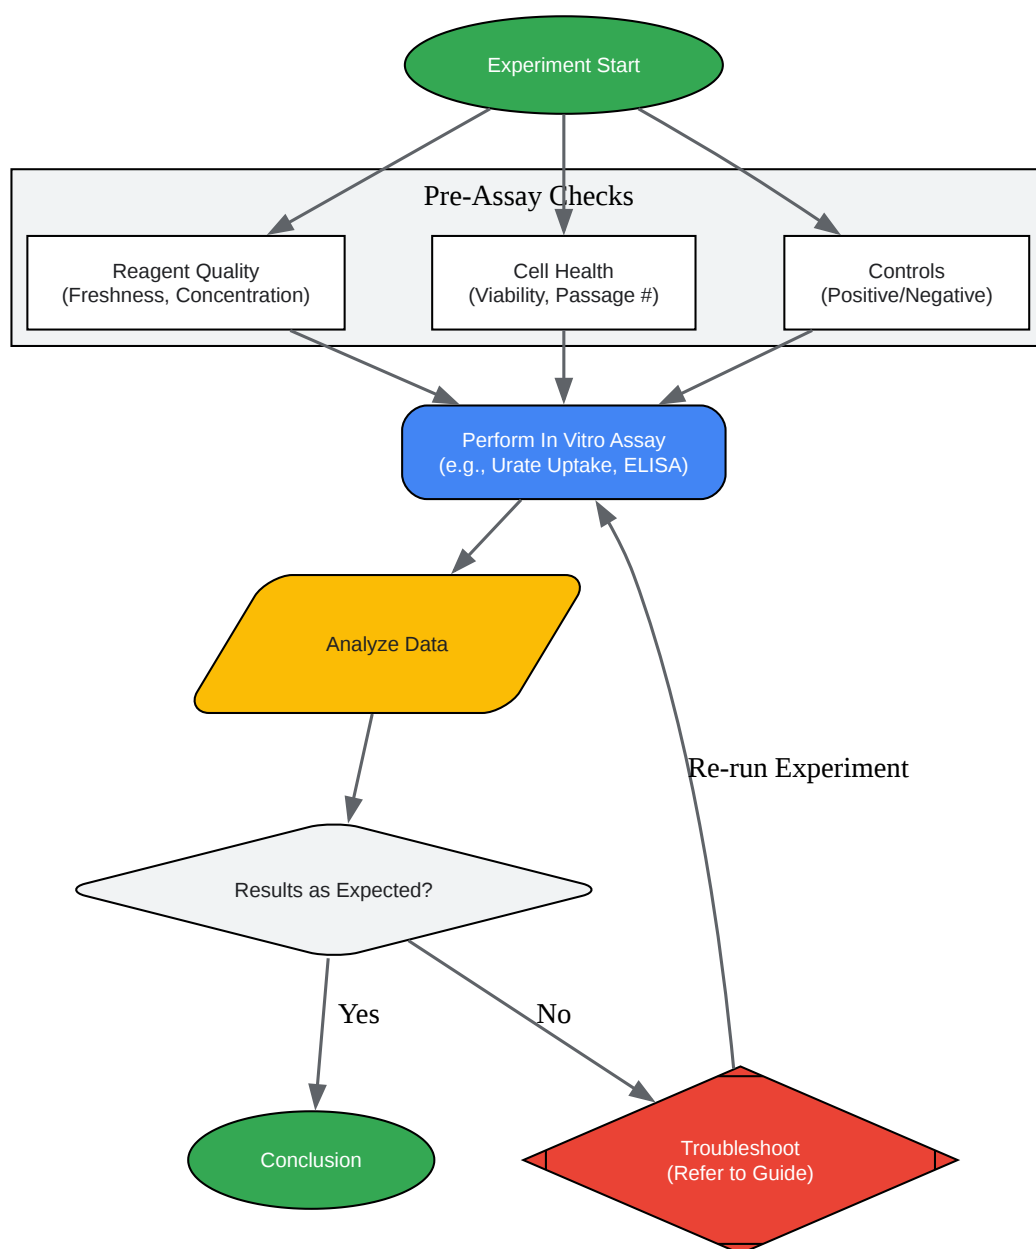 Experiment Start
Pre-Assay Checks
Reagent Quality
(Freshness, Concentration)
Cell Health
(Viability, Passage #)
Controls
(Positive/Negative)
Perform In Vitro Assay
(e.g., Urate Uptake, ELISA)
Analyze Data
Re-run Experiment
Results as Expected?
Yes
No
Conclusion
Troubleshoot
(Refer to Guide)